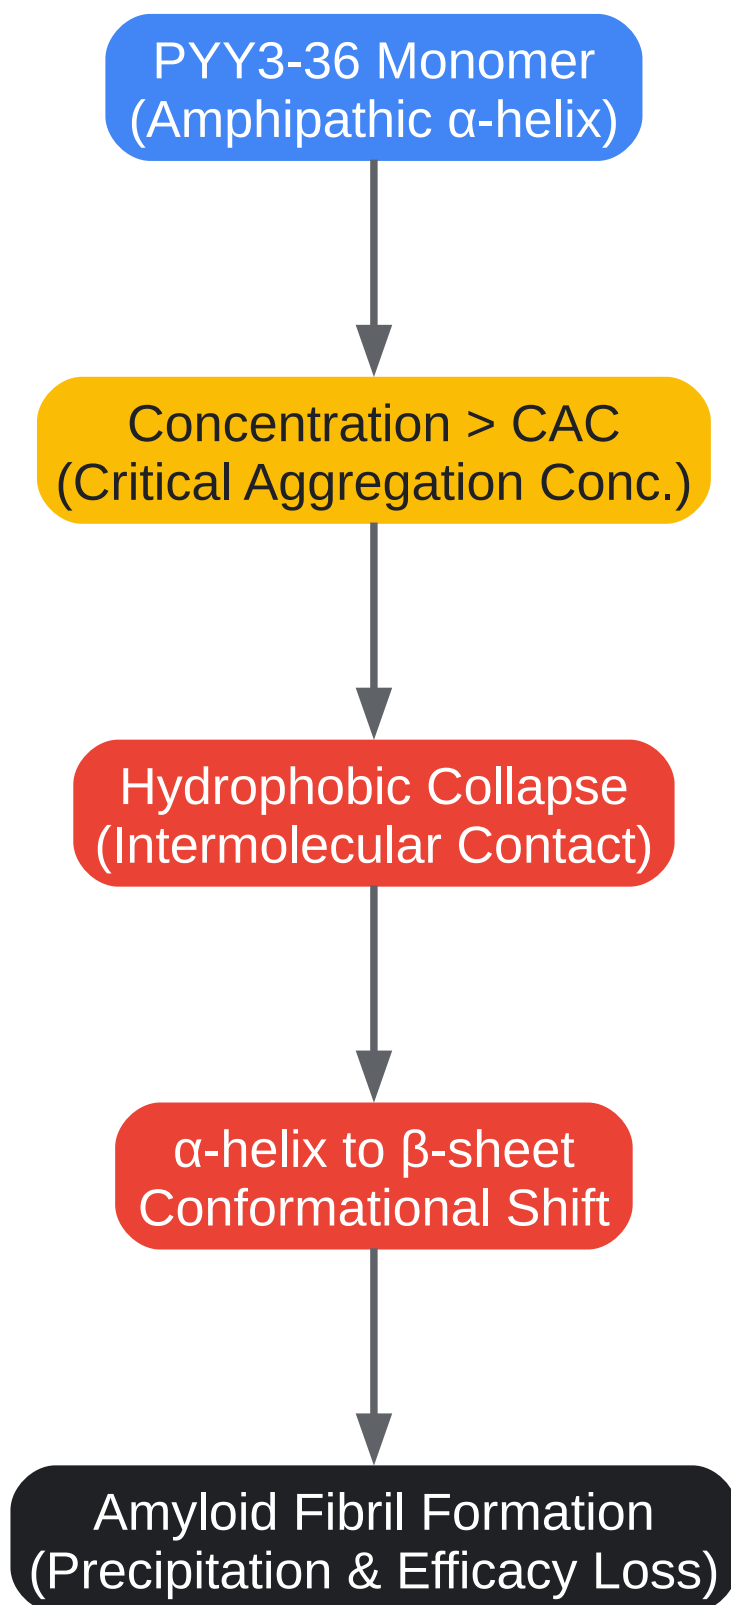 PYY3-36 Monomer
(Amphipathic α-helix)
Concentration > CAC
(Critical Aggregation Conc.)
Hydrophobic Collapse
(Intermolecular Contact)
α-helix to β-sheet
Conformational Shift
Amyloid Fibril Formation
(Precipitation & Efficacy Loss)